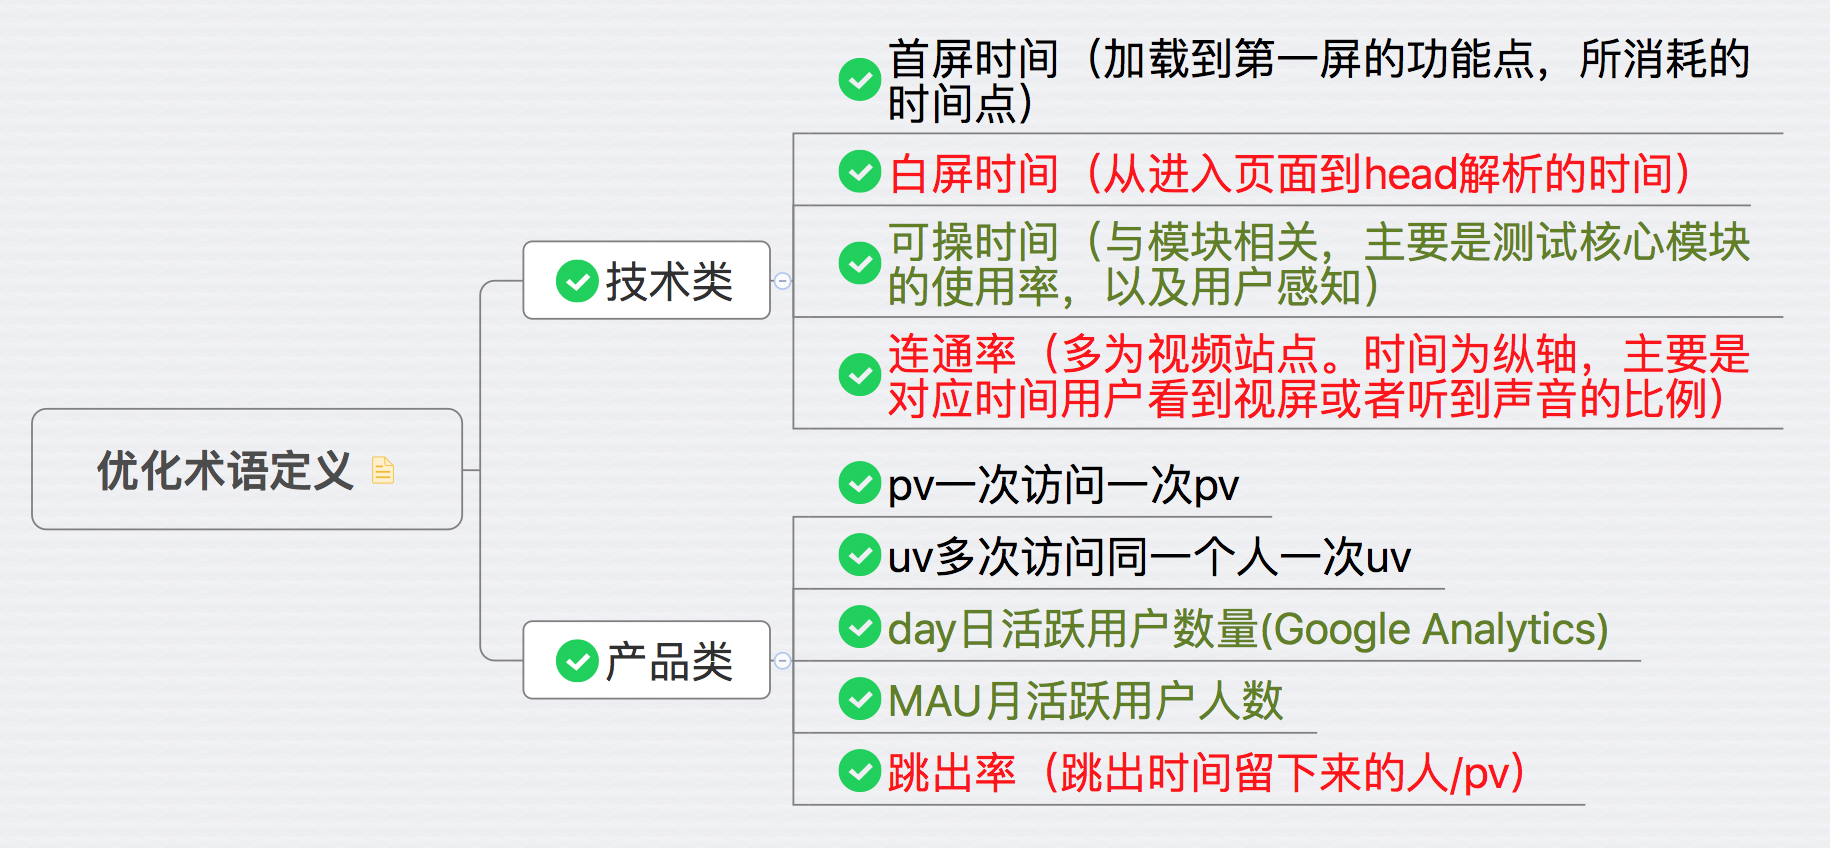 首屏时间（加载到第一屏的功能点，所消耗的
时间点）
白屏时间（从进入页面到head解析的时间）
可操时间（与模块相关，主要是测试核心模块
的使用率，以及用户感知）
技术类
连通率（多为视频站点。时间为纵轴，主要是
对应时间用户看到视屏或者听到声音的比例）
优化术语定义
pv一次访问一次pv
uv多次访问同一个人一次uv
day日活跃用户数量(Google Analytics)
产品类
MAU月活跃用户人数
跳出率（跳出时间留下来的人/pv）